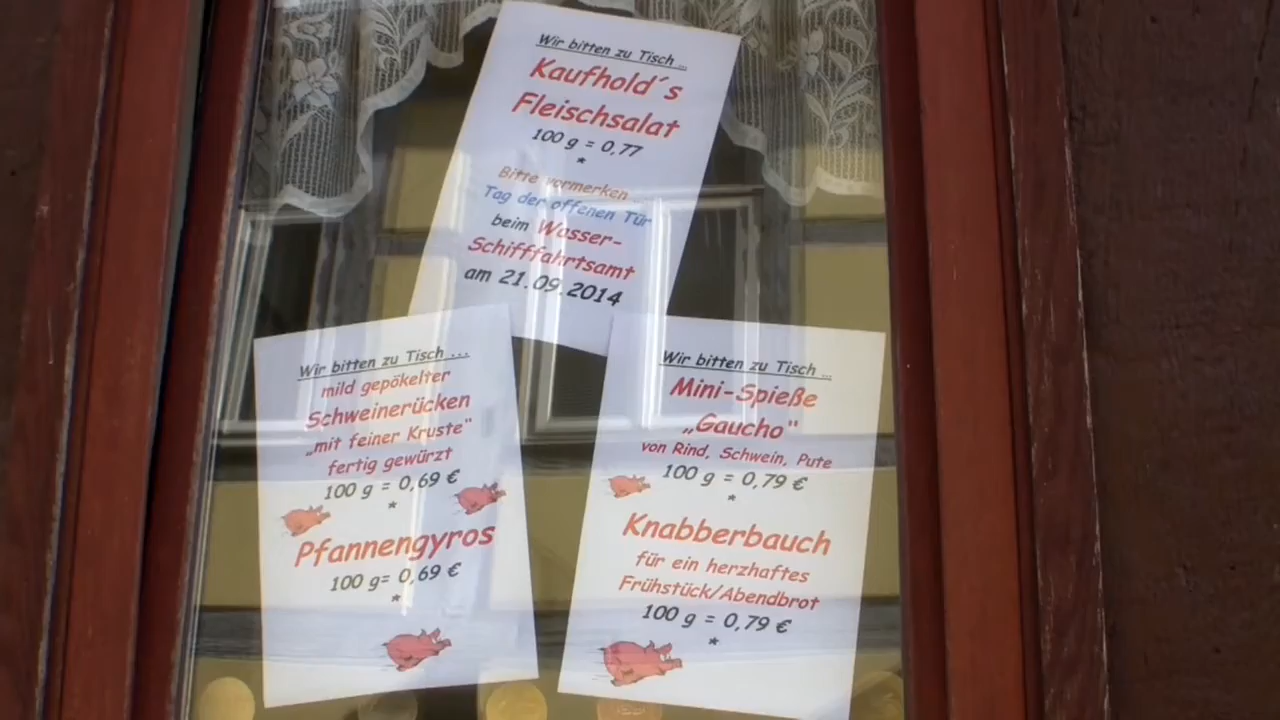 Wir bitten zu Tisch ...
Kaufhold´s
Fleischsalat
100 g = 0,77
*
Bitte vormerken
Tag der offenen Tür
beim Wasser-
Schifffahrtsamt
am 21.09.2014
Wir bitten zu Tisch ...
mild gepökelter
Schweinerücken
„mit feiner Kruste"
fertig gewürzt
100 g = 0,69 €
*
Pfannengyros
100 g= 0,69 €
*
Wir bitten zu Tisch ...
Mini-Spieße
„Gaucho"
von Rind, Schwein, Pute
100 g = 0,79 €
*
Knabberbauch
für ein herzhaftes
Frühstück/Abendbrot
100 g = 0,79 €
*